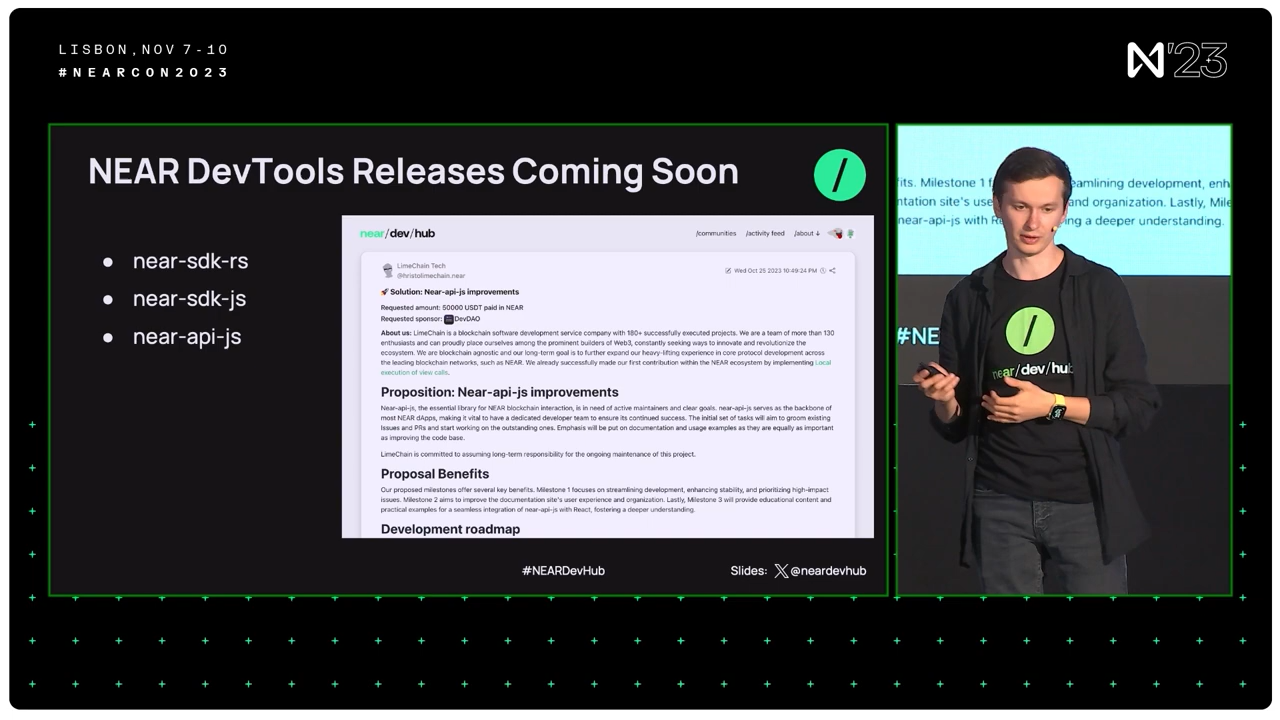 LISBON, NOV 7-10
#NEARCON2023
N'23
NEAR DevTools Releases Coming Soon
near-sdk-rs
near-sdk-js
near-api-js
near/dev/hub
/communities /activity feed /about
LimeChain Tech
@hristolimechain.near
Wed Oct 25 2023 10:49:24 PM
🚀 Solution: Near-api-js improvements
Requested amount: 50000 USDT paid in NEAR
Requested sponsor: DevDAO
About us: LimeChain is a blockchain software development service company with 180+ successfully executed projects. We are a team of more than 130
enthusiasts and can proudly place ourselves among the prominent builders of Web3, constantly seeking ways to innovate and revolutionize the
ecosystem. We are blockchain agnostic and our long-term goal is to further expand our heavy-lifting experience in core protocol development across
the leading blockchain networks, such as NEAR. We already successfully made our first contribution within the NEAR ecosystem by implementing Local
execution of view calls.
Proposition: Near-api-js improvements
Near-api-js, the essential library for NEAR blockchain interaction, is in need of active maintainers and clear goals. near-api-js serves as the backbone of
most NEAR dApps, making it vital to have a dedicated developer team to ensure its continued success. The initial set of tasks will aim to groom existing
Issues and PRs and start working on the outstanding ones. Emphasis will be put on documentation and usage examples as they are equally as important
as improving the code base.
LimeChain is committed to assuming long-term responsibility for the ongoing maintenance of this project.
Proposal Benefits
Our proposed milestones offer several key benefits. Milestone 1 focuses on streamlining development, enhancing stability, and prioritizing high-impact
issues. Milestone 2 aims to improve the documentation site's user experience and organization. Lastly, Milestone 3 will provide educational content and
practical examples for a seamless integration of near-api-js with React, fostering a deeper understanding.
Development roadmap
#NEARDevHub
Slides: X @neardevhub
fits. Milestone 1 f eamlining development, enh
ntation site's use and organization. Lastly, Mile
near-api-js with R ing a deeper understanding.
#NE
near/dev/hub